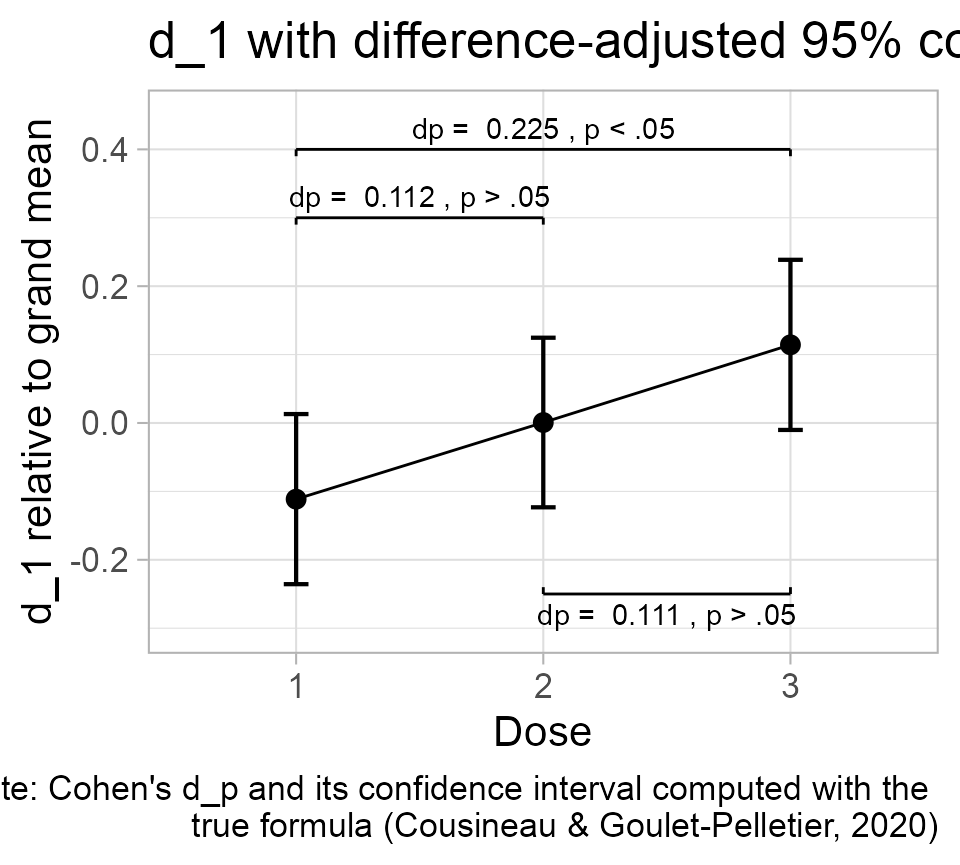 d_1 with difference-adjusted 95% co
dp = 0.225 , p < .05
dp = 0.112 , p > .05
dp = 0.111 , p > .05
d_1 relative to grand mean
0.4
0.2
0.0
-0.2
1 2 3
Dose
te: Cohen's d_p and its confidence interval computed with the
true formula (Cousineau & Goulet-Pelletier, 2020)